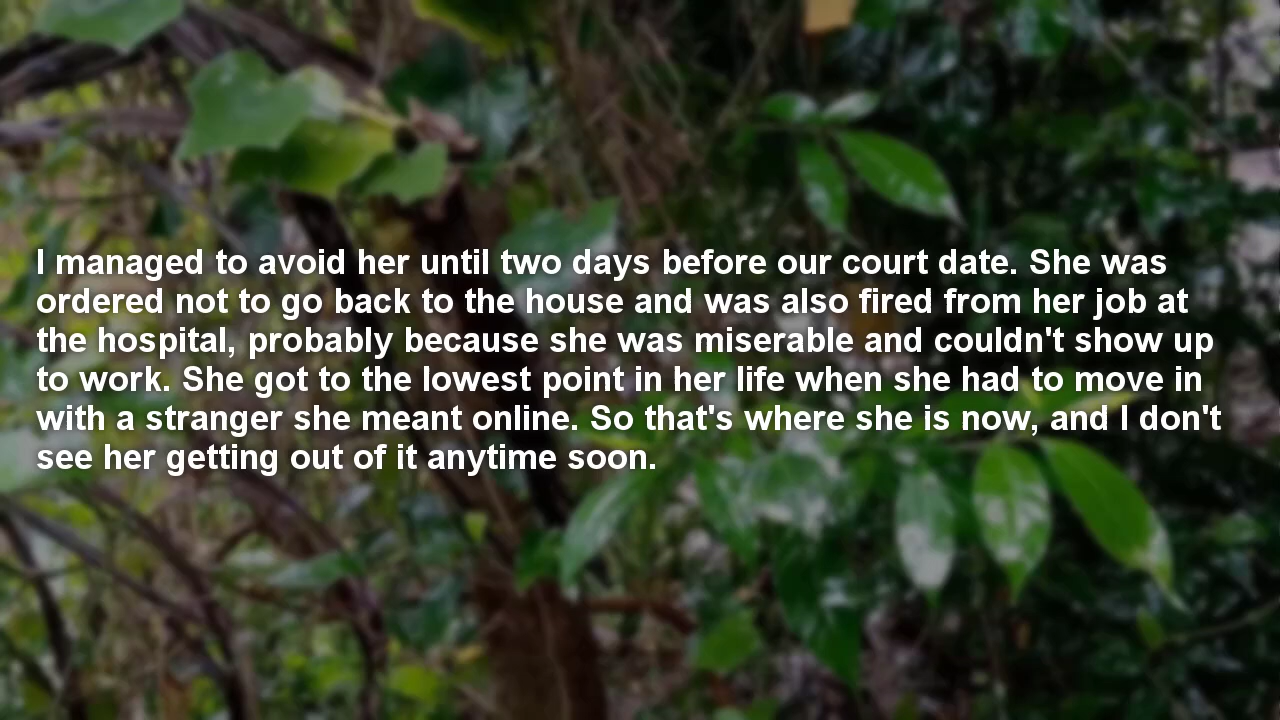 I managed to avoid her until two days before our court date. She was
ordered not to go back to the house and was also fired from her job at
the hospital, probably because she was miserable and couldn't show up
to work. She got to the lowest point in her life when she had to move in
with a stranger she meant online. So that's where she is now, and I don't
see her getting out of it anytime soon.